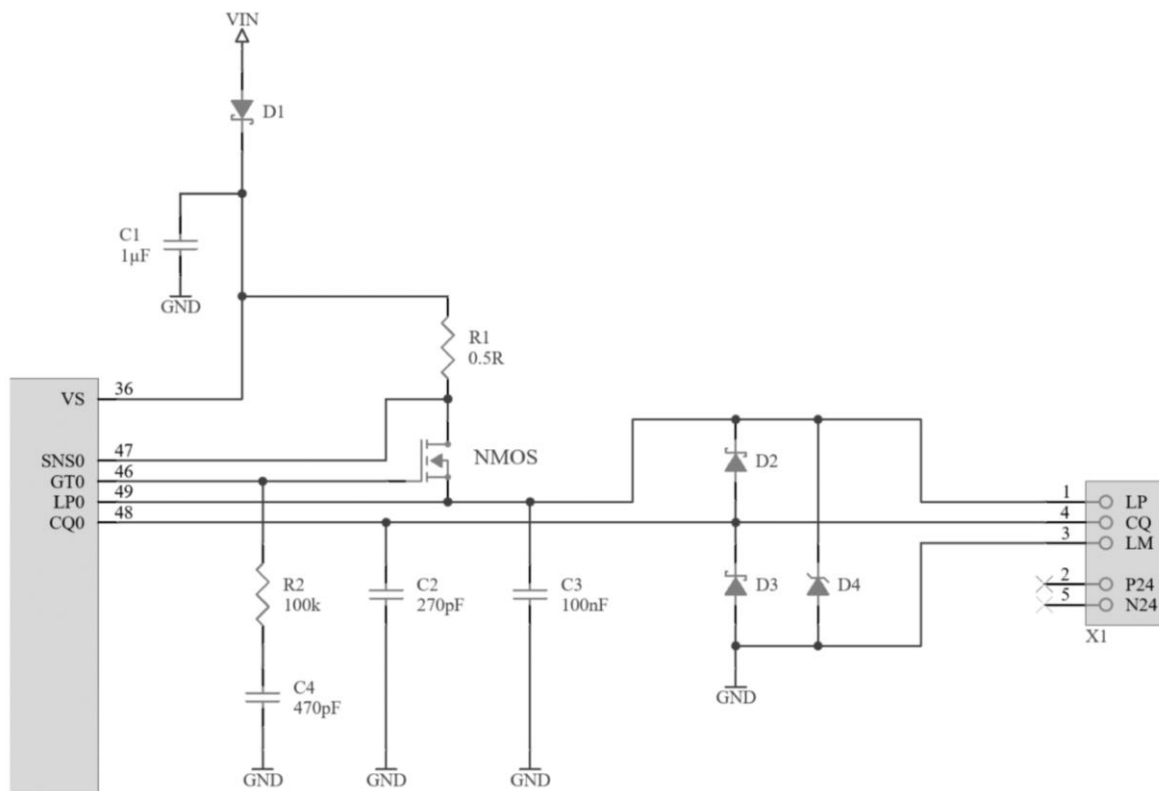 VIN
D1
C1
1µF
GND
R1
0.5R
VS 36
SNS0 47
GT0 46
LP0 49
CQ0 48
NMOS
D2
1 LP
4 CQ
3 LM
2 P24
5 N24
X1
R2
100k
C2
270pF
C3
100nF
D3
D4
C4
470pF
GND
GND
GND
GND